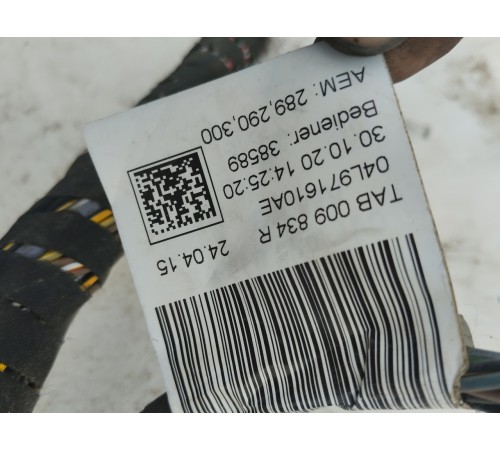 TAB 009 834 R 24.04.15
04L971610AE
30.10.20 14:25:20
Bediener: 38589
AEM: 289,290,300